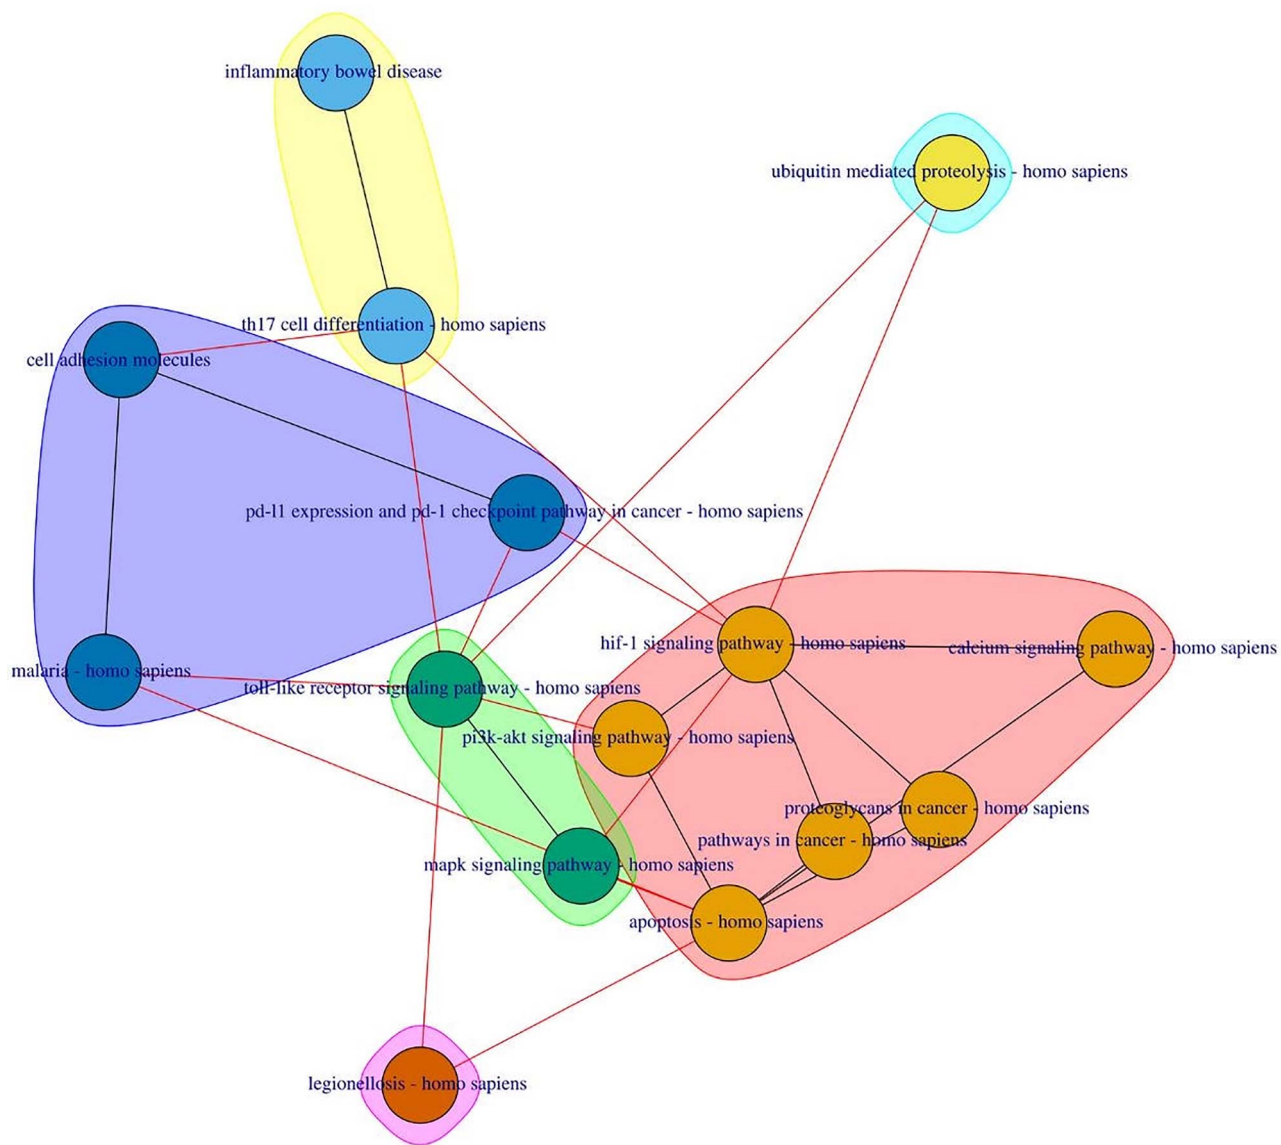 inflammatory bowel disease
ubiquitin mediated proteolysis - homo sapiens
th17 cell differentiation - homo sapiens
cell adhesion molecules
pd-l1 expression and pd-1 checkpoint pathway in cancer - homo sapiens
hif-1 signaling pathway - homo sapiens
calcium signaling pathway - homo sapiens
malaria - homo sapiens
toll-like receptor signaling pathway - homo sapiens
pi3k-akt signaling pathway - homo sapiens
proteoglycans in cancer - homo sapiens
pathways in cancer - homo sapiens
mapk signaling pathway - homo sapiens
apoptosis - homo sapiens
legionellosis - homo sapiens